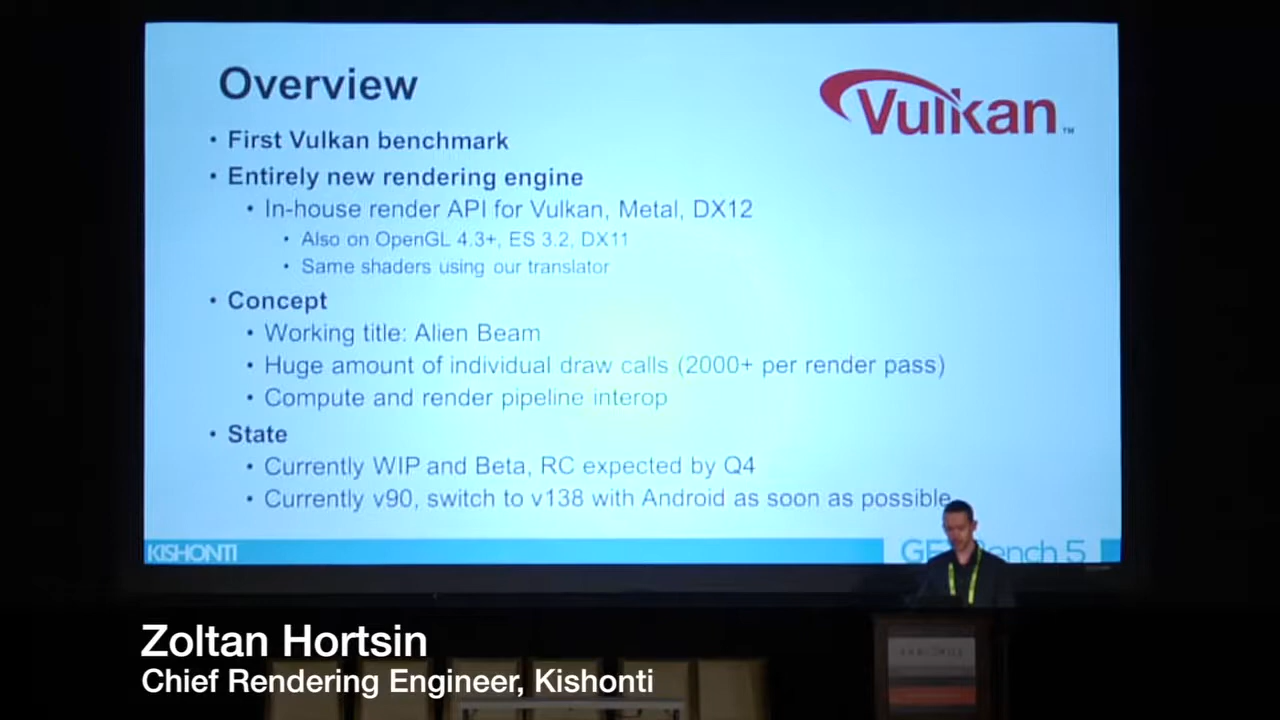 Overview
Vulkan™
• First Vulkan benchmark
• Entirely new rendering engine
• In-house render API for Vulkan, Metal, DX12
• Also on OpenGL 4.3+, ES 3.2, DX11
• Same shaders using our translator
• Concept
• Working title: Alien Beam
• Huge amount of individual draw calls (2000+ per render pass)
• Compute and render pipeline interop
• State
• Currently WIP and Beta, RC expected by Q4
• Currently v90, switch to v138 with Android as soon as possible
KISHONTI
Bench 5
Zoltan Hortsin
Chief Rendering Engineer, Kishonti